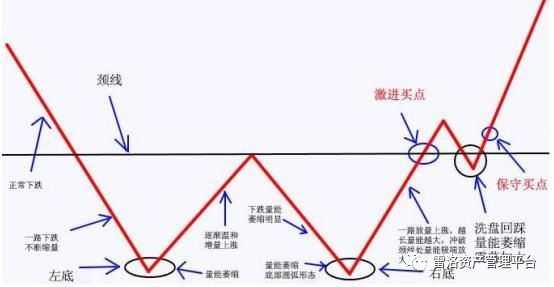 颈线
激进买点
正常下跌
保守买点
一路下跌
不断缩量
逐渐温和
增量上涨
下跌量能
萎缩明显
一路放量上涨,越
长量能越大,冲破
颈线处量能极端放
大
洗盘回踩
量能萎缩
左底
量能萎缩
量能萎缩
底部圆弧形态
右底
雷洛资产管理平台